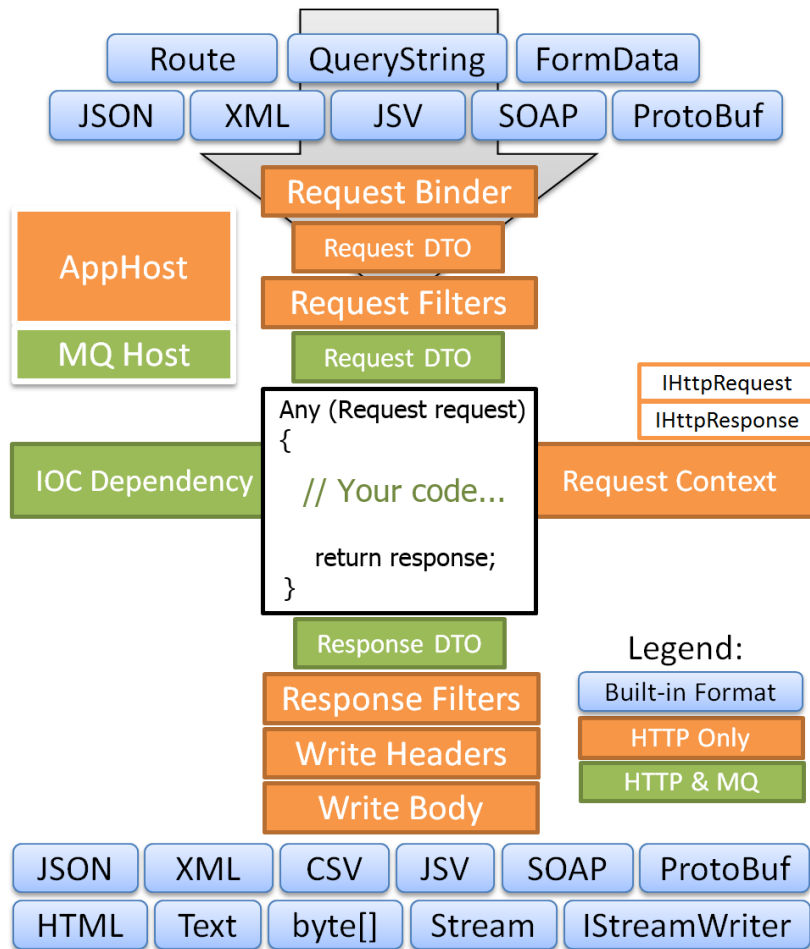 Route QueryString FormData
JSON XML JSV SOAP ProtoBuf
Request Binder
Request DTO
Request Filters
Request DTO
AppHost
MQ Host
IHttpRequest
IHttpResponse
IOC Dependency
Any (Request request)
{
// Your code...
return response;
}
Request Context
Response DTO
Response Filters
Write Headers
Write Body
Legend:
Built-in Format
HTTP Only
HTTP & MQ
JSON XML CSV JSV SOAP ProtoBuf
HTML Text byte[] Stream IStreamWriter